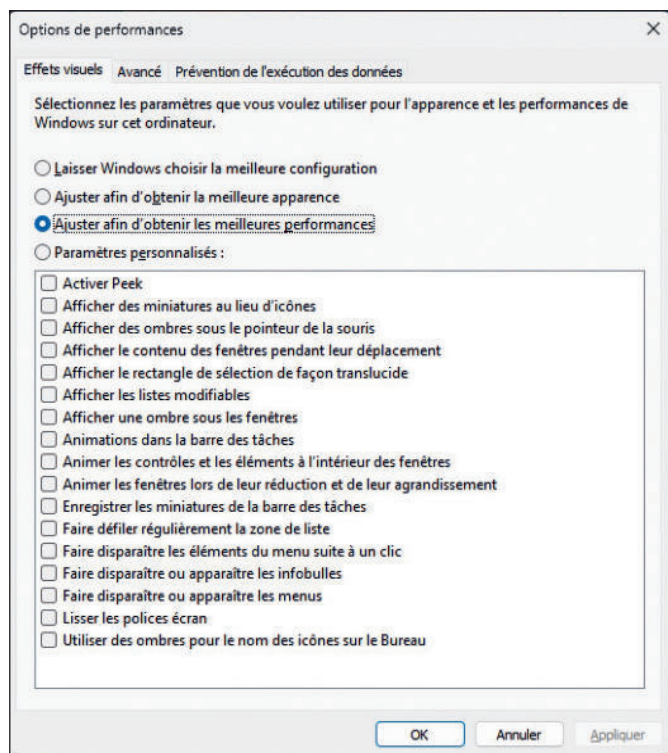 Options de performances
Effets visuels Avancé Prévention de l'exécution des données
Sélectionnez les paramètres que vous voulez utiliser pour l'apparence et les performances de
Windows sur cet ordinateur.
Laisser Windows choisir la meilleure configuration
Ajuster afin d'obtenir la meilleure apparence
Ajuster afin d'obtenir les meilleures performances
Paramètres personnalisés :
Activer Peek
Afficher des miniatures au lieu d'icônes
Afficher des ombres sous le pointeur de la souris
Afficher le contenu des fenêtres pendant leur déplacement
Afficher le rectangle de sélection de façon translucide
Afficher les listes modifiables
Afficher une ombre sous les fenêtres
Animations dans la barre des tâches
Animer les contrôles et les éléments à l'intérieur des fenêtres
Animer les fenêtres lors de leur réduction et de leur agrandissement
Enregistrer les miniatures de la barre des tâches
Faire défiler régulièrement la zone de liste
Faire disparaître les éléments du menu suite à un clic
Faire disparaître ou apparaître les infobulles
Faire disparaître ou apparaître les menus
Lisser les polices écran
Utiliser des ombres pour le nom des icônes sur le Bureau
OK Annuler Appliquer